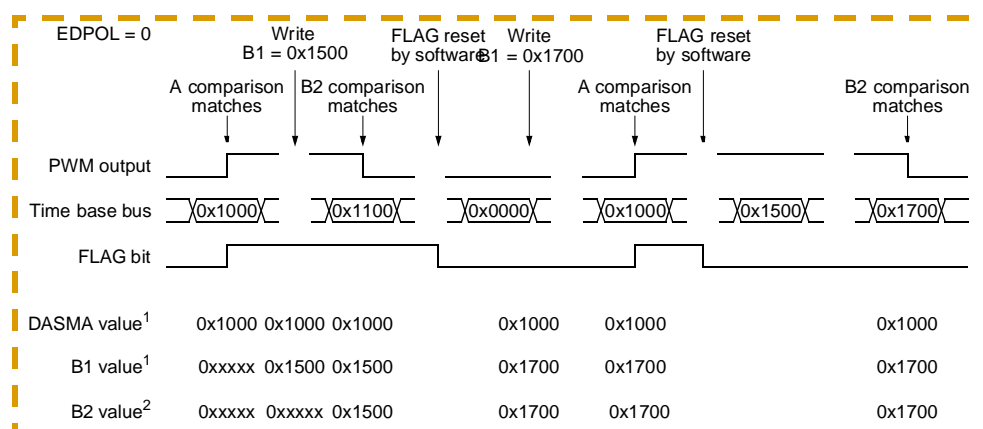 EDPOL = 0
Write
B1 = 0x1500
FLAG reset
by software
Write
B1 = 0x1700
FLAG reset
by software
A comparison
matches
B2 comparison
matches
A comparison
matches
B2 comparison
matches
PWM output
Time base bus 0x1000 0x1100 0x0000 0x1000 0x1500 0x1700
FLAG bit
DASMA value1 0x1000 0x1000 0x1000 0x1000 0x1000 0x1000
B1 value1 0xxxxx 0x1500 0x1500 0x1700 0x1700 0x1700
B2 value2 0xxxxx 0xxxxx 0x1500 0x1700 0x1700 0x1700